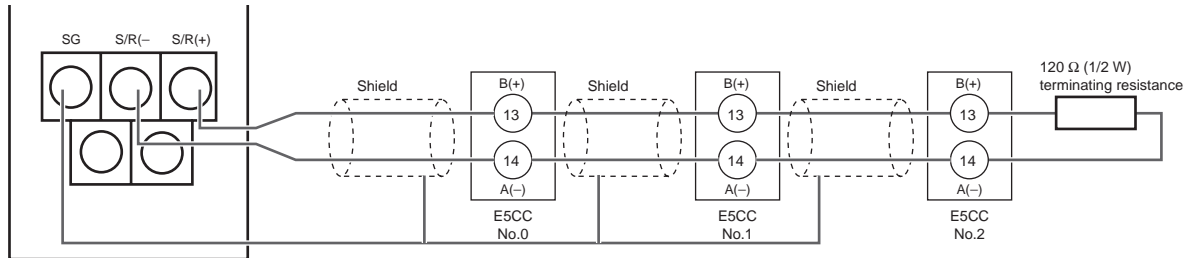 SG S/R(– S/R(+)
Shield
B(+)
13
14
A(–)
E5CC
No.0
Shield
B(+)
13
14
A(–)
E5CC
No.1
Shield
B(+)
13
14
A(–)
E5CC
No.2
120 Ω (1/2 W)
terminating resistance